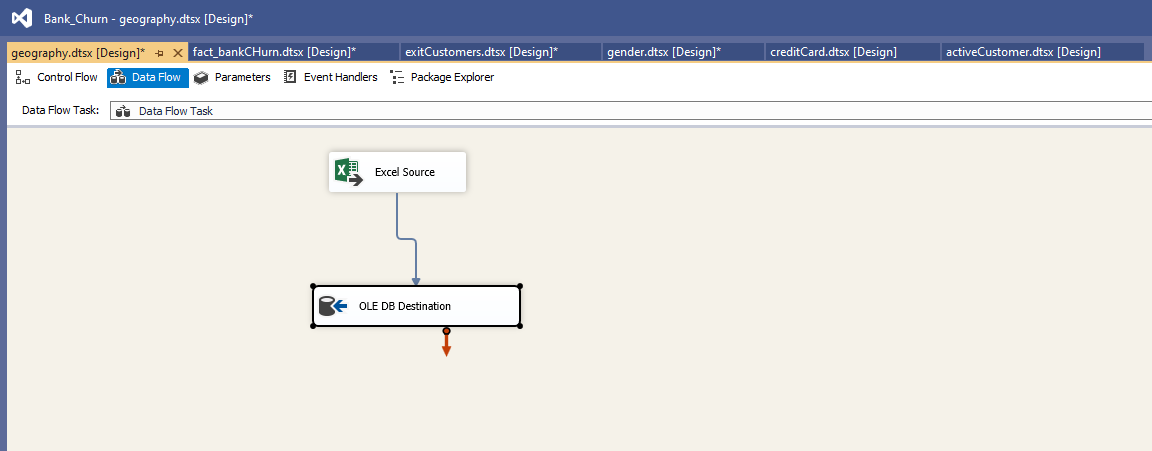 Bank_Churn - geography.dtsx [Design]*
geography.dtsx [Design]* fact_bankCHurn.dtsx [Design]* exitCustomers.dtsx [Design]* gender.dtsx [Design]* creditCard.dtsx [Design] activeCustomer.dtsx [Design]
Control Flow Data Flow Parameters Event Handlers Package Explorer
Data Flow Task: Data Flow Task
Excel Source
OLE DB Destination